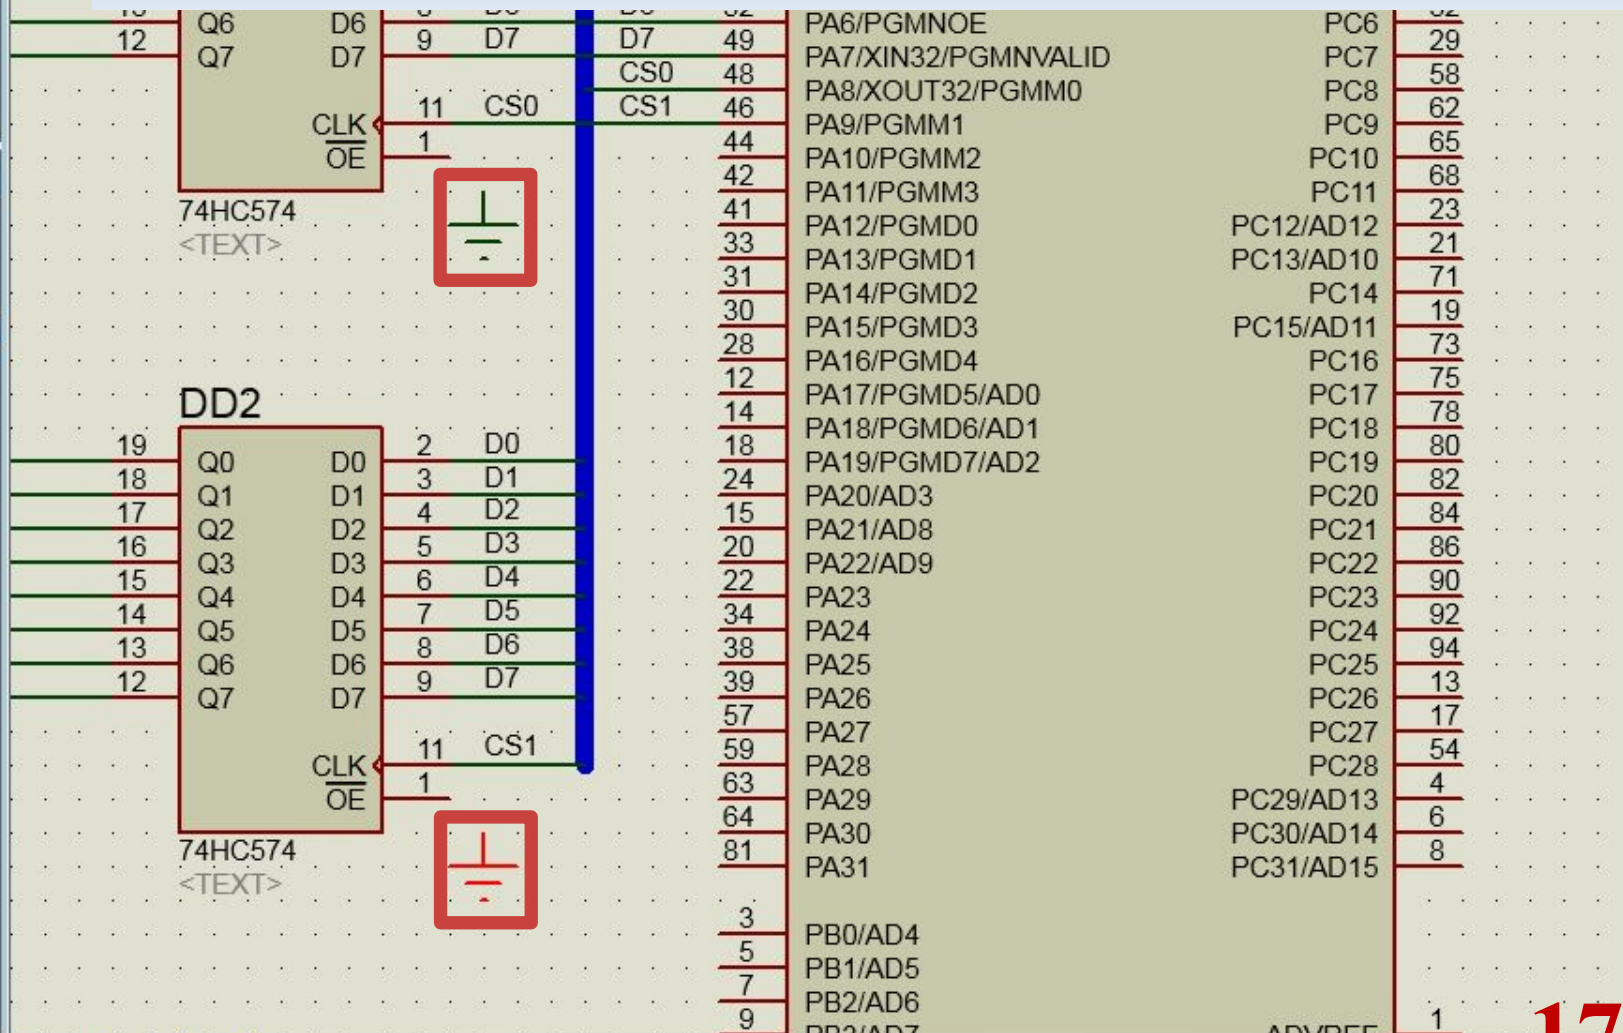 Q6 D6 D6
12 Q7 D7 9 D7 D7
CS0
CLK 11 CS0 CS1
OE 1
74HC574
<TEXT>
DD2
19 Q0 D0 2 D0
18 Q1 D1 3 D1
17 Q2 D2 4 D2
16 Q3 D3 5 D3
15 Q4 D4 6 D4
14 Q5 D5 7 D5
13 Q6 D6 8 D6
12 Q7 D7 9 D7
CLK 11 CS1
OE 1
74HC574
<TEXT>
PA6/PGMNOE PC6
49 PA7/XIN32/PGMNVALID PC7 29
48 PA8/XOUT32/PGMM0 PC8 58
46 PA9/PGMM1 PC9 62
44 PA10/PGMM2 PC10 65
42 PA11/PGMM3 PC11 68
41 PA12/PGMD0 PC12/AD12 23
33 PA13/PGMD1 PC13/AD10 21
31 PA14/PGMD2 PC14 71
30 PA15/PGMD3 PC15/AD11 19
28 PA16/PGMD4 PC16 73
12 PA17/PGMD5/AD0 PC17 75
14 PA18/PGMD6/AD1 PC18 78
18 PA19/PGMD7/AD2 PC19 80
24 PA20/AD3 PC20 82
15 PA21/AD8 PC21 84
20 PA22/AD9 PC22 86
22 PA23 PC23 90
34 PA24 PC24 92
38 PA25 PC25 94
39 PA26 PC26 13
57 PA27 PC27 17
59 PA28 PC28 54
63 PA29 PC29/AD13 4
64 PA30 PC30/AD14 6
81 PA31 PC31/AD15 8
3 PB0/AD4
5 PB1/AD5
7 PB2/AD6
9 PB3/AD7 ADVREF 1
17